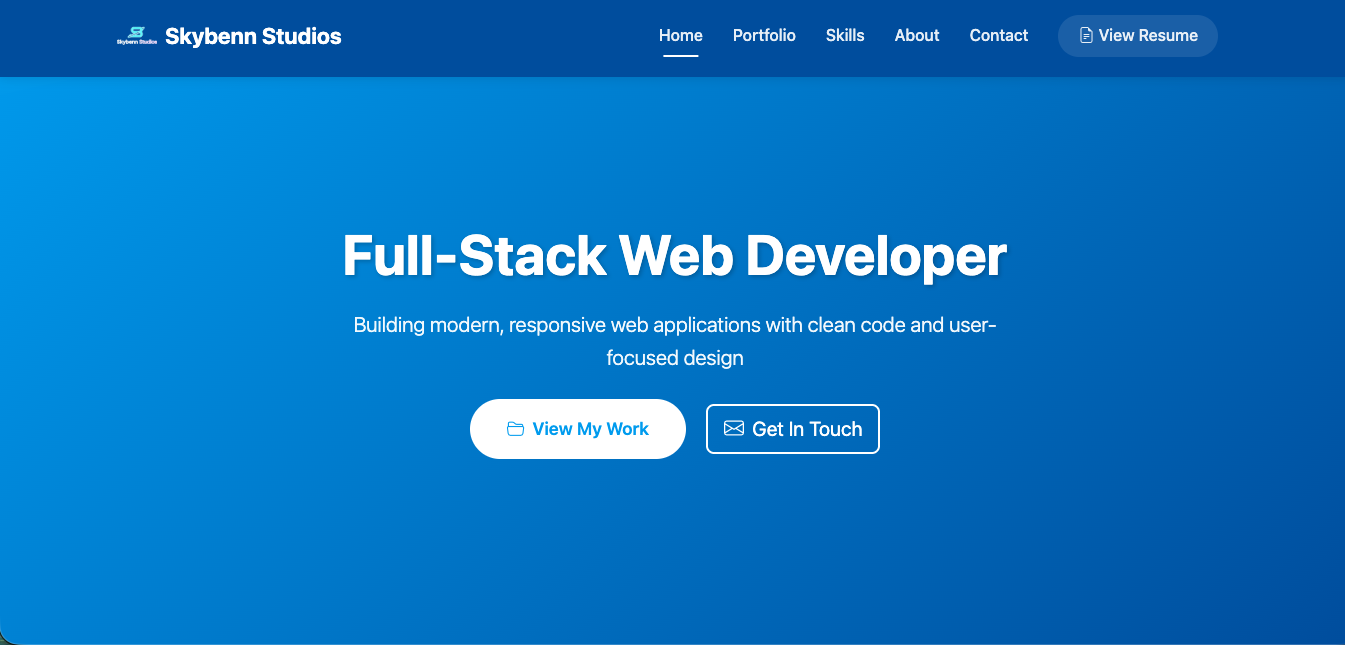 Skybenn Studios
Skybenn Studios
Home
Portfolio
Skills
About
Contact
View Resume
Full-Stack Web Developer
Building modern, responsive web applications with clean code and user-
focused design
View My Work
Get In Touch